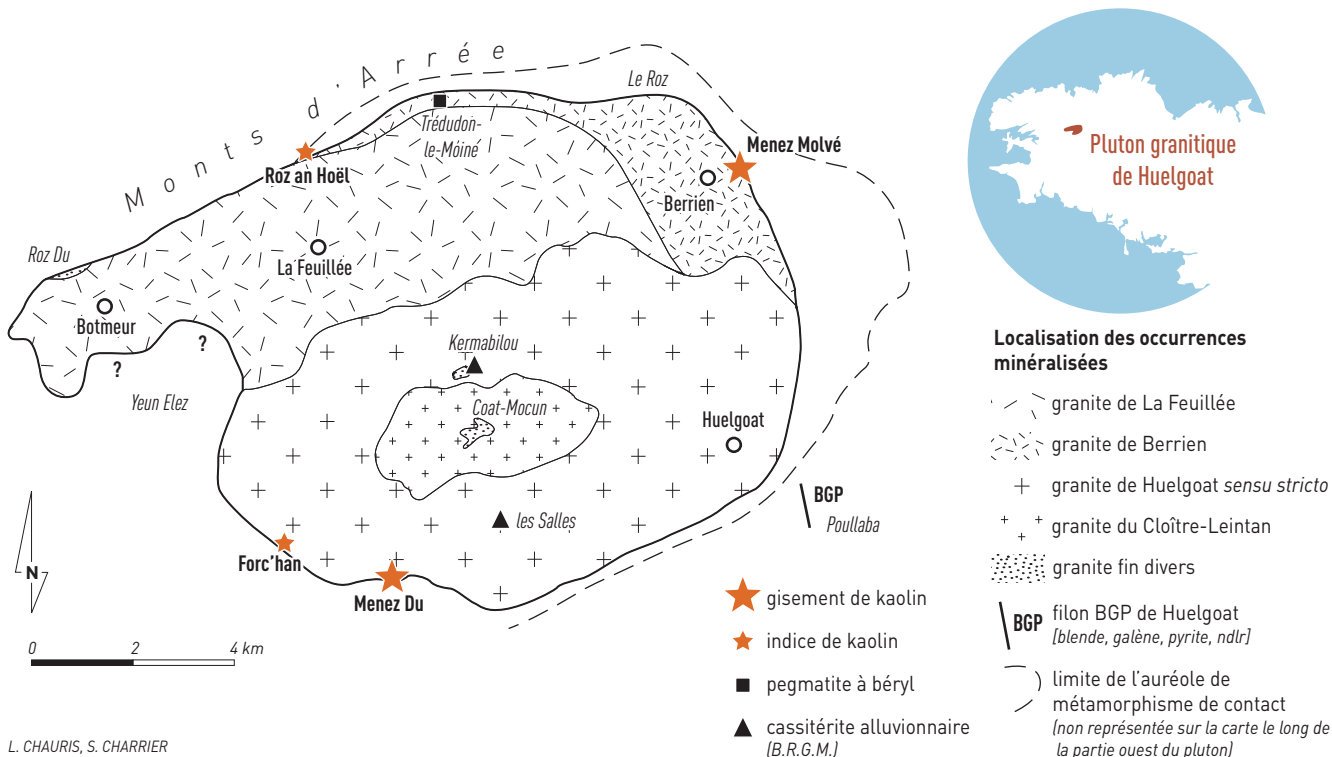 Monts d'Arrée
Le Roz
Trédudon-
le-Moine
Menez Molvé
Roz an Hoël
Berrien
Roz Du
La Feuillée
Botmeur
?
?
Kermabilou
Yeun Elez
Coat-Mocun
Huelgoat
BGP
Poullaba
les Salles
Forc'han
Menez Du
N
0 2 4 km
L. CHAURIS, S. CHARRIER
gisement de kaolin
indice de kaolin
pegmatite à béryl
cassitérite alluvionnaire
(B.R.G.M.)
Pluton granitique
de Huelgoat
Localisation des occurrences
minéralisées
granite de La Feuillée
granite de Berrien
granite de Huelgoat sensu stricto
granite du Cloître-Leintan
granite fin divers
BGP filon BGP de Huelgoat
[blende, galène, pyrite, ndlr]
limite de l'auréole de
métamorphisme de contact
(non représentée sur la carte le long de
la partie ouest du pluton)